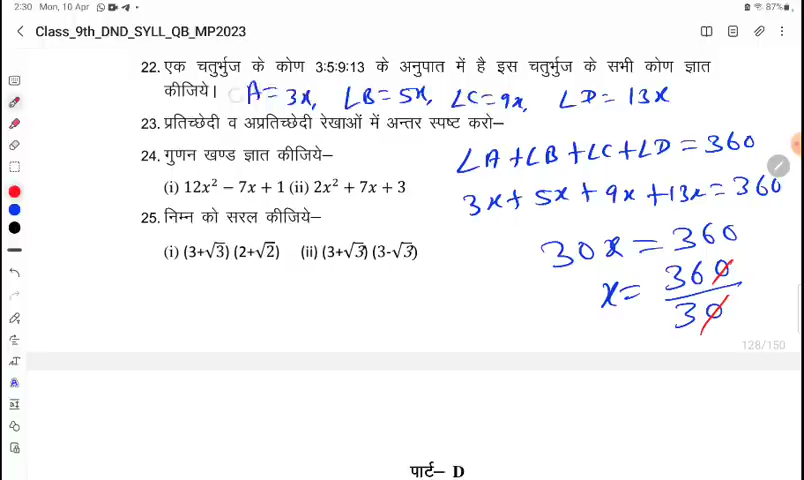 2:30 Mon, 10 Apr
87%
Class_9th_DND_SYLL_QB_MP2023
22. एक चतुर्भुज के कोण 3:5:9:13 के अनुपात में है इस चतुर्भुज के सभी कोण ज्ञात
कीजिये। A = 3x, ∠B = 5x, ∠C = 9x, ∠D = 13x
23. प्रतिच्छेदी व अप्रतिच्छेदी रेखाओं में अन्तर स्पष्ट करो–
∠A + ∠B + ∠C + ∠D = 360
24. गुणन खण्ड ज्ञात कीजिये–
(i) 12x² − 7x + 1 (ii) 2x² + 7x + 3
3x + 5x + 9x + 13x = 360
25. निम्न को सरल कीजिये–
30x = 360
(i) (3+√3) (2+√2) (ii) (3+√3) (3-√3)
x = 360/30
128/150
पार्ट– D